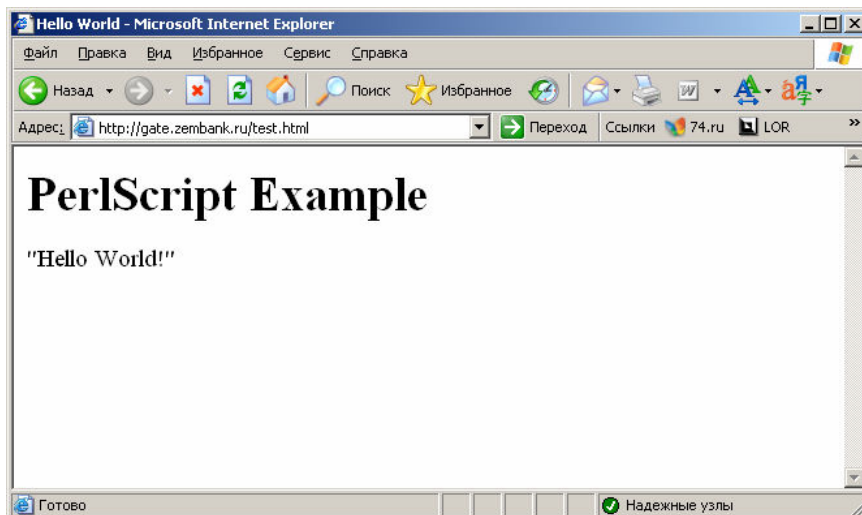 Hello World - Microsoft Internet Explorer
Файл Правка Вид Избранное Сервис Справка
Назад Поиск Избранное
Адрес: http://gate.zembank.ru/test.html Переход Ссылки 74.ru LOR »
PerlScript Example
"Hello World!"
Готово Надежные узлы